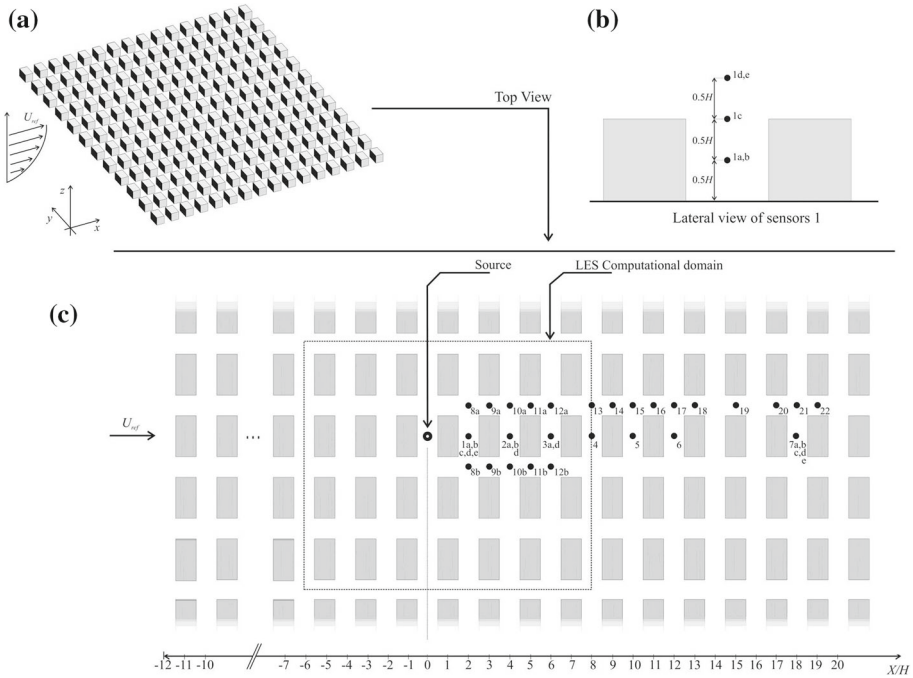 (a)
U_ref
z
y
x
Top View
(b)
1d,e
0.5H
1c
0.5H
1a,b
0.5H
Lateral view of sensors 1
Source
LES Computational domain
(c)
U_ref
...
8a 9a 10a 11a 12a 13 14 15 16 17 18 19 20 21 22
1a,b 2a,b 3a,d 4 5 6 7a,b
c,d,e d c,d
e
8b 9b 10b 11b 12b
-12 -11 -10 -7 -6 -5 -4 -3 -2 -1 0 1 2 3 4 5 6 7 8 9 10 11 12 13 14 15 16 17 18 19 20
X/H